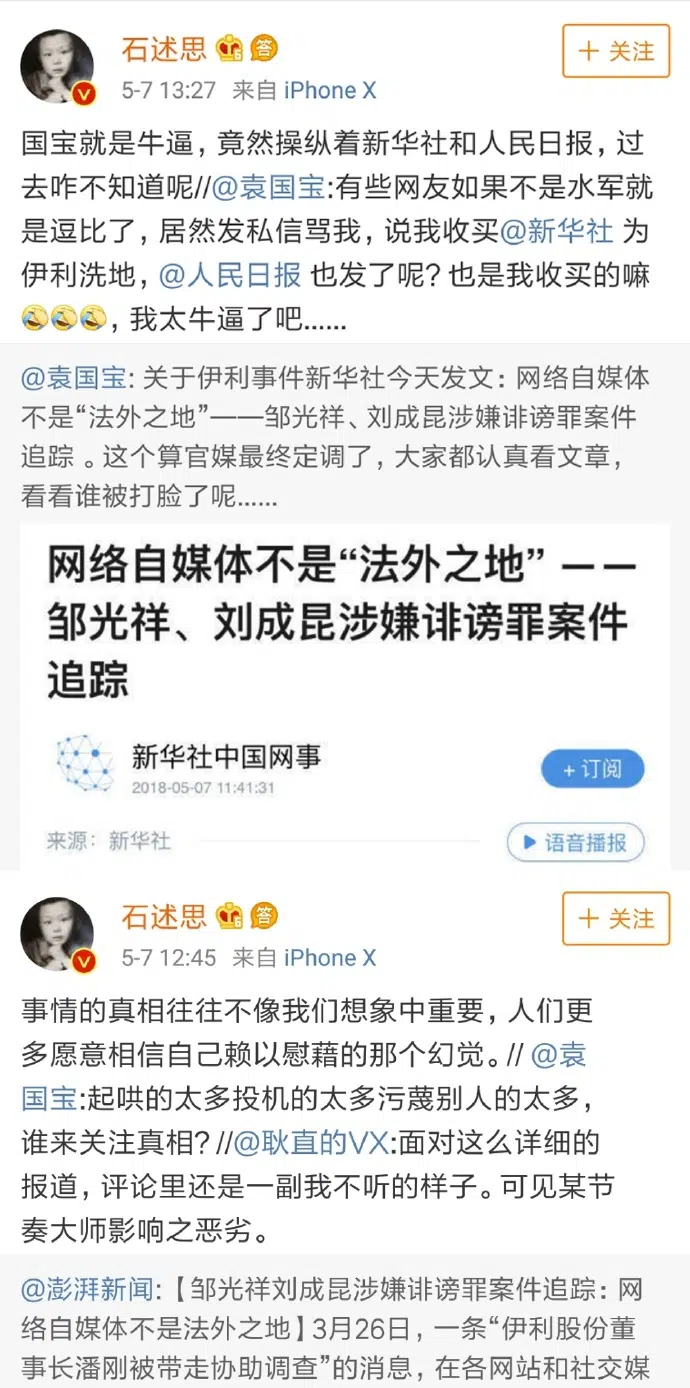 石述思 答
+ 关注
5-7 13:27 来自 iPhone X
国宝就是牛逼，竟然操纵着新华社和人民日报，过
去咋不知道呢//@袁国宝:有些网友如果不是水军就
是逗比了，居然发私信骂我，说我收买@新华社 为
伊利洗地，@人民日报 也发了呢？也是我收买的嘛
🤣🤣🤣，我太牛逼了吧......
@袁国宝: 关于伊利事件新华社今天发文：网络自媒体
不是“法外之地”——邹光祥、刘成昆涉嫌诽谤罪案件
追踪 。这个算官媒最终定调了，大家都认真看文章，
看看谁被打脸了呢......
网络自媒体不是“法外之地” ——
邹光祥、刘成昆涉嫌诽谤罪案件
追踪
新华社中国网事
2018-05-07 11:41:31
+ 订阅
来源：新华社
语音播报
石述思 答
+ 关注
5-7 12:45 来自 iPhone X
事情的真相往往不像我们想象中重要，人们更
多愿意相信自己赖以慰藉的那个幻觉。// @袁
国宝:起哄的太多投机的太多污蔑别人的太多，
谁来关注真相？//@耿直的VX:面对这么详细的
报道，评论里还是一副我不听的样子。可见某节
奏大师影响之恶劣。
@澎湃新闻:【邹光祥刘成昆涉嫌诽谤罪案件追踪：网
络自媒体不是法外之地】3月26日，一条“伊利股份董
事长潘刚被带走协助调查”的消息，在各网站和社交媒